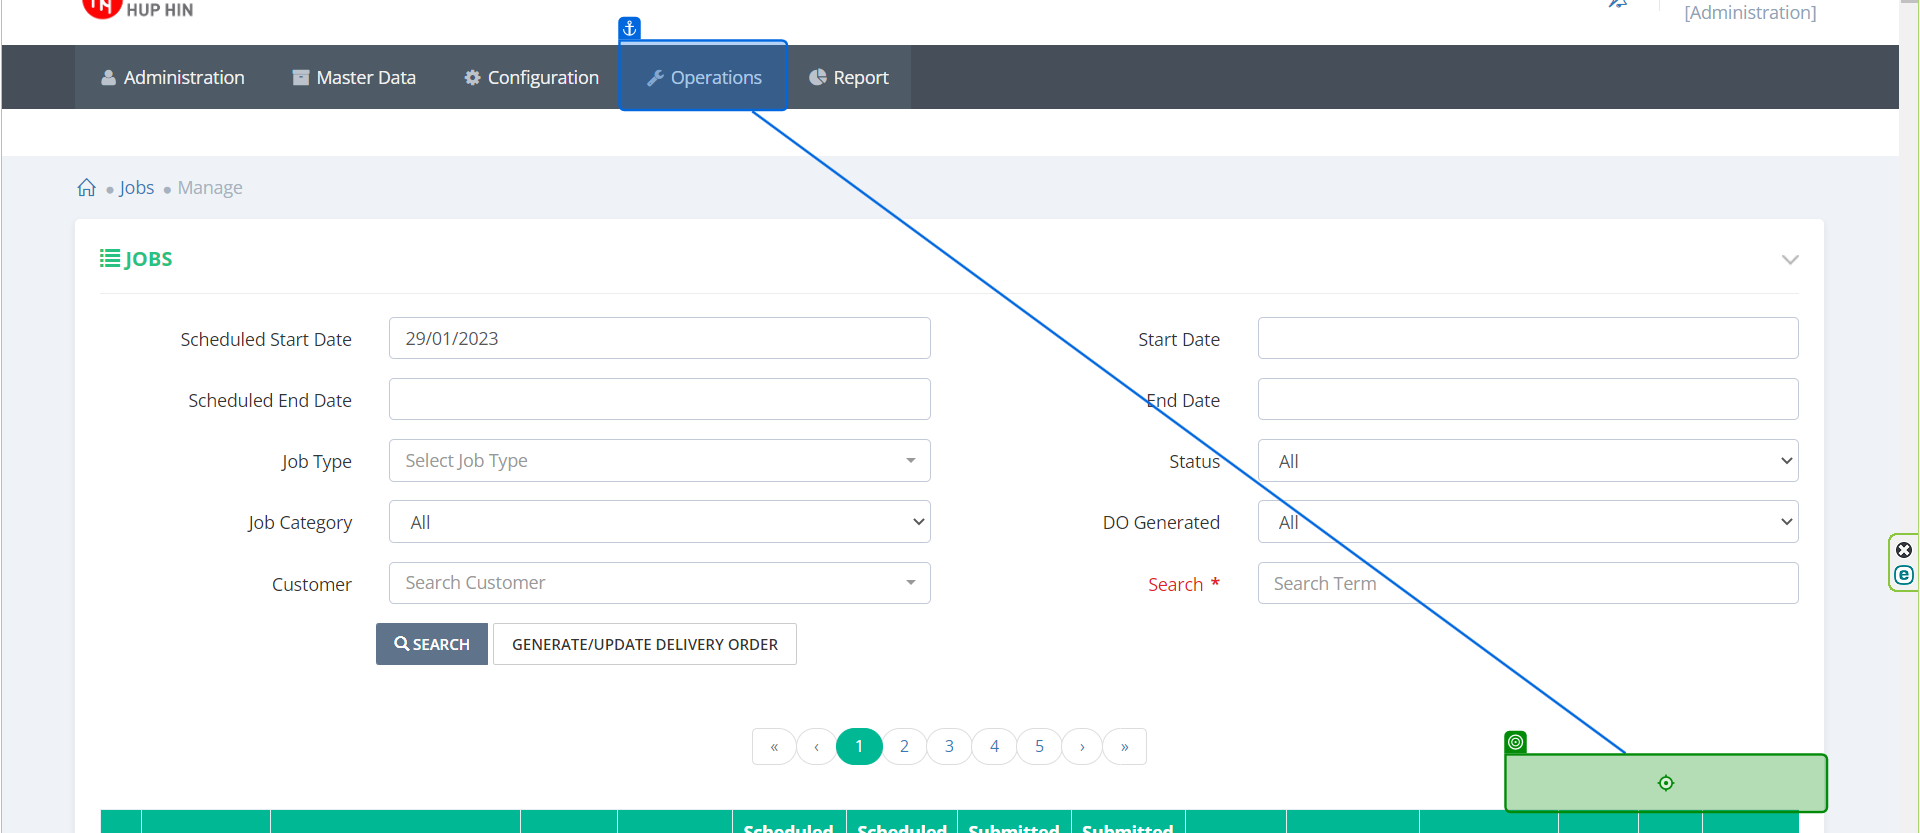 HUP HIN
[Administration]
Administration Master Data Configuration Operations Report
Jobs Manage
JOBS
Scheduled Start Date 29/01/2023 Start Date
Scheduled End Date End Date
Job Type Select Job Type Status All
Job Category All DO Generated All
Customer Search Customer Search * Search Term
SEARCH GENERATE/UPDATE DELIVERY ORDER
« ‹ 1 2 3 4 5 › »
Scheduled Scheduled Submitted Submitted